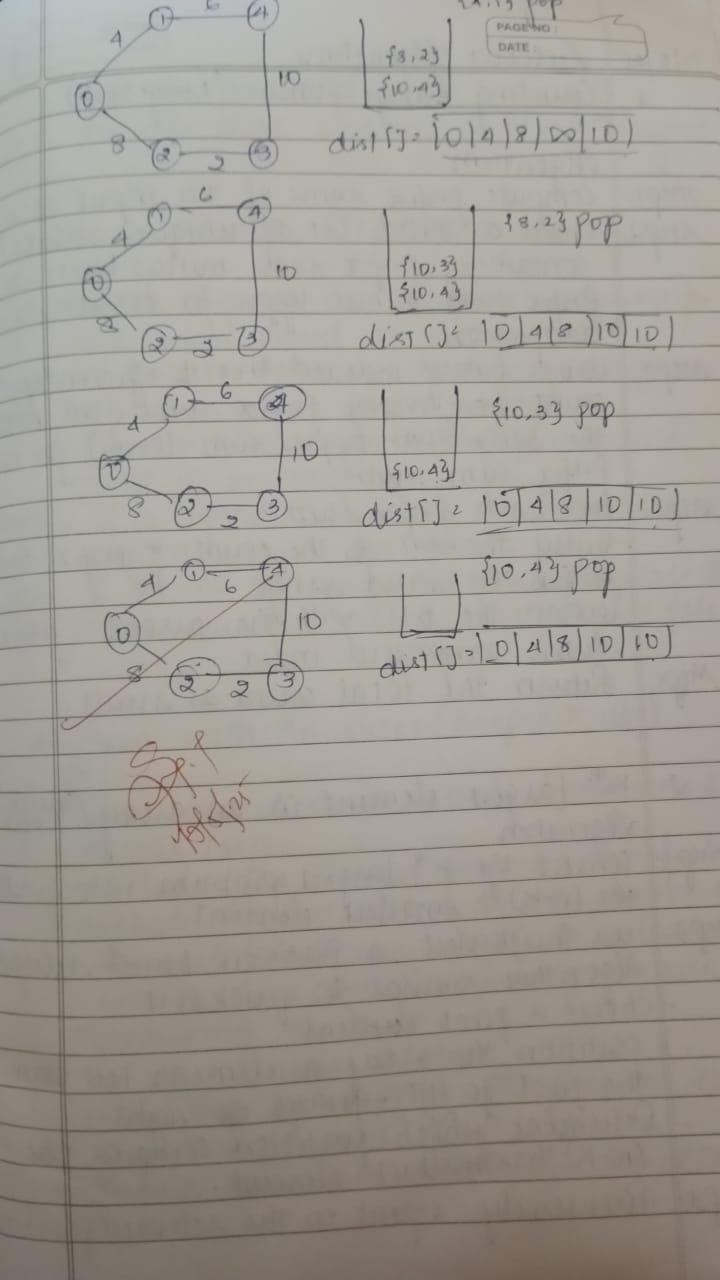 pop
PAGE NO :
DATE :
1 6 4
4
{8,2}
{10,4}
0
10
8 2 2 3
dist[]= |0|4|8|∞|10|
1 6 4
{8,2} pop
4
{10,3}
0
10
{10,4}
8 2 2 3
dist[]= |0|4|8|10|10|
1 6 4
{10,3} pop
4
0
10
{10,4}
8 2 2 3
dist[]= |0|4|8|10|10|
4 1 6 4
{10,4} pop
0
10
8 2 2 3
dist[]=|0|4|8|10|10|